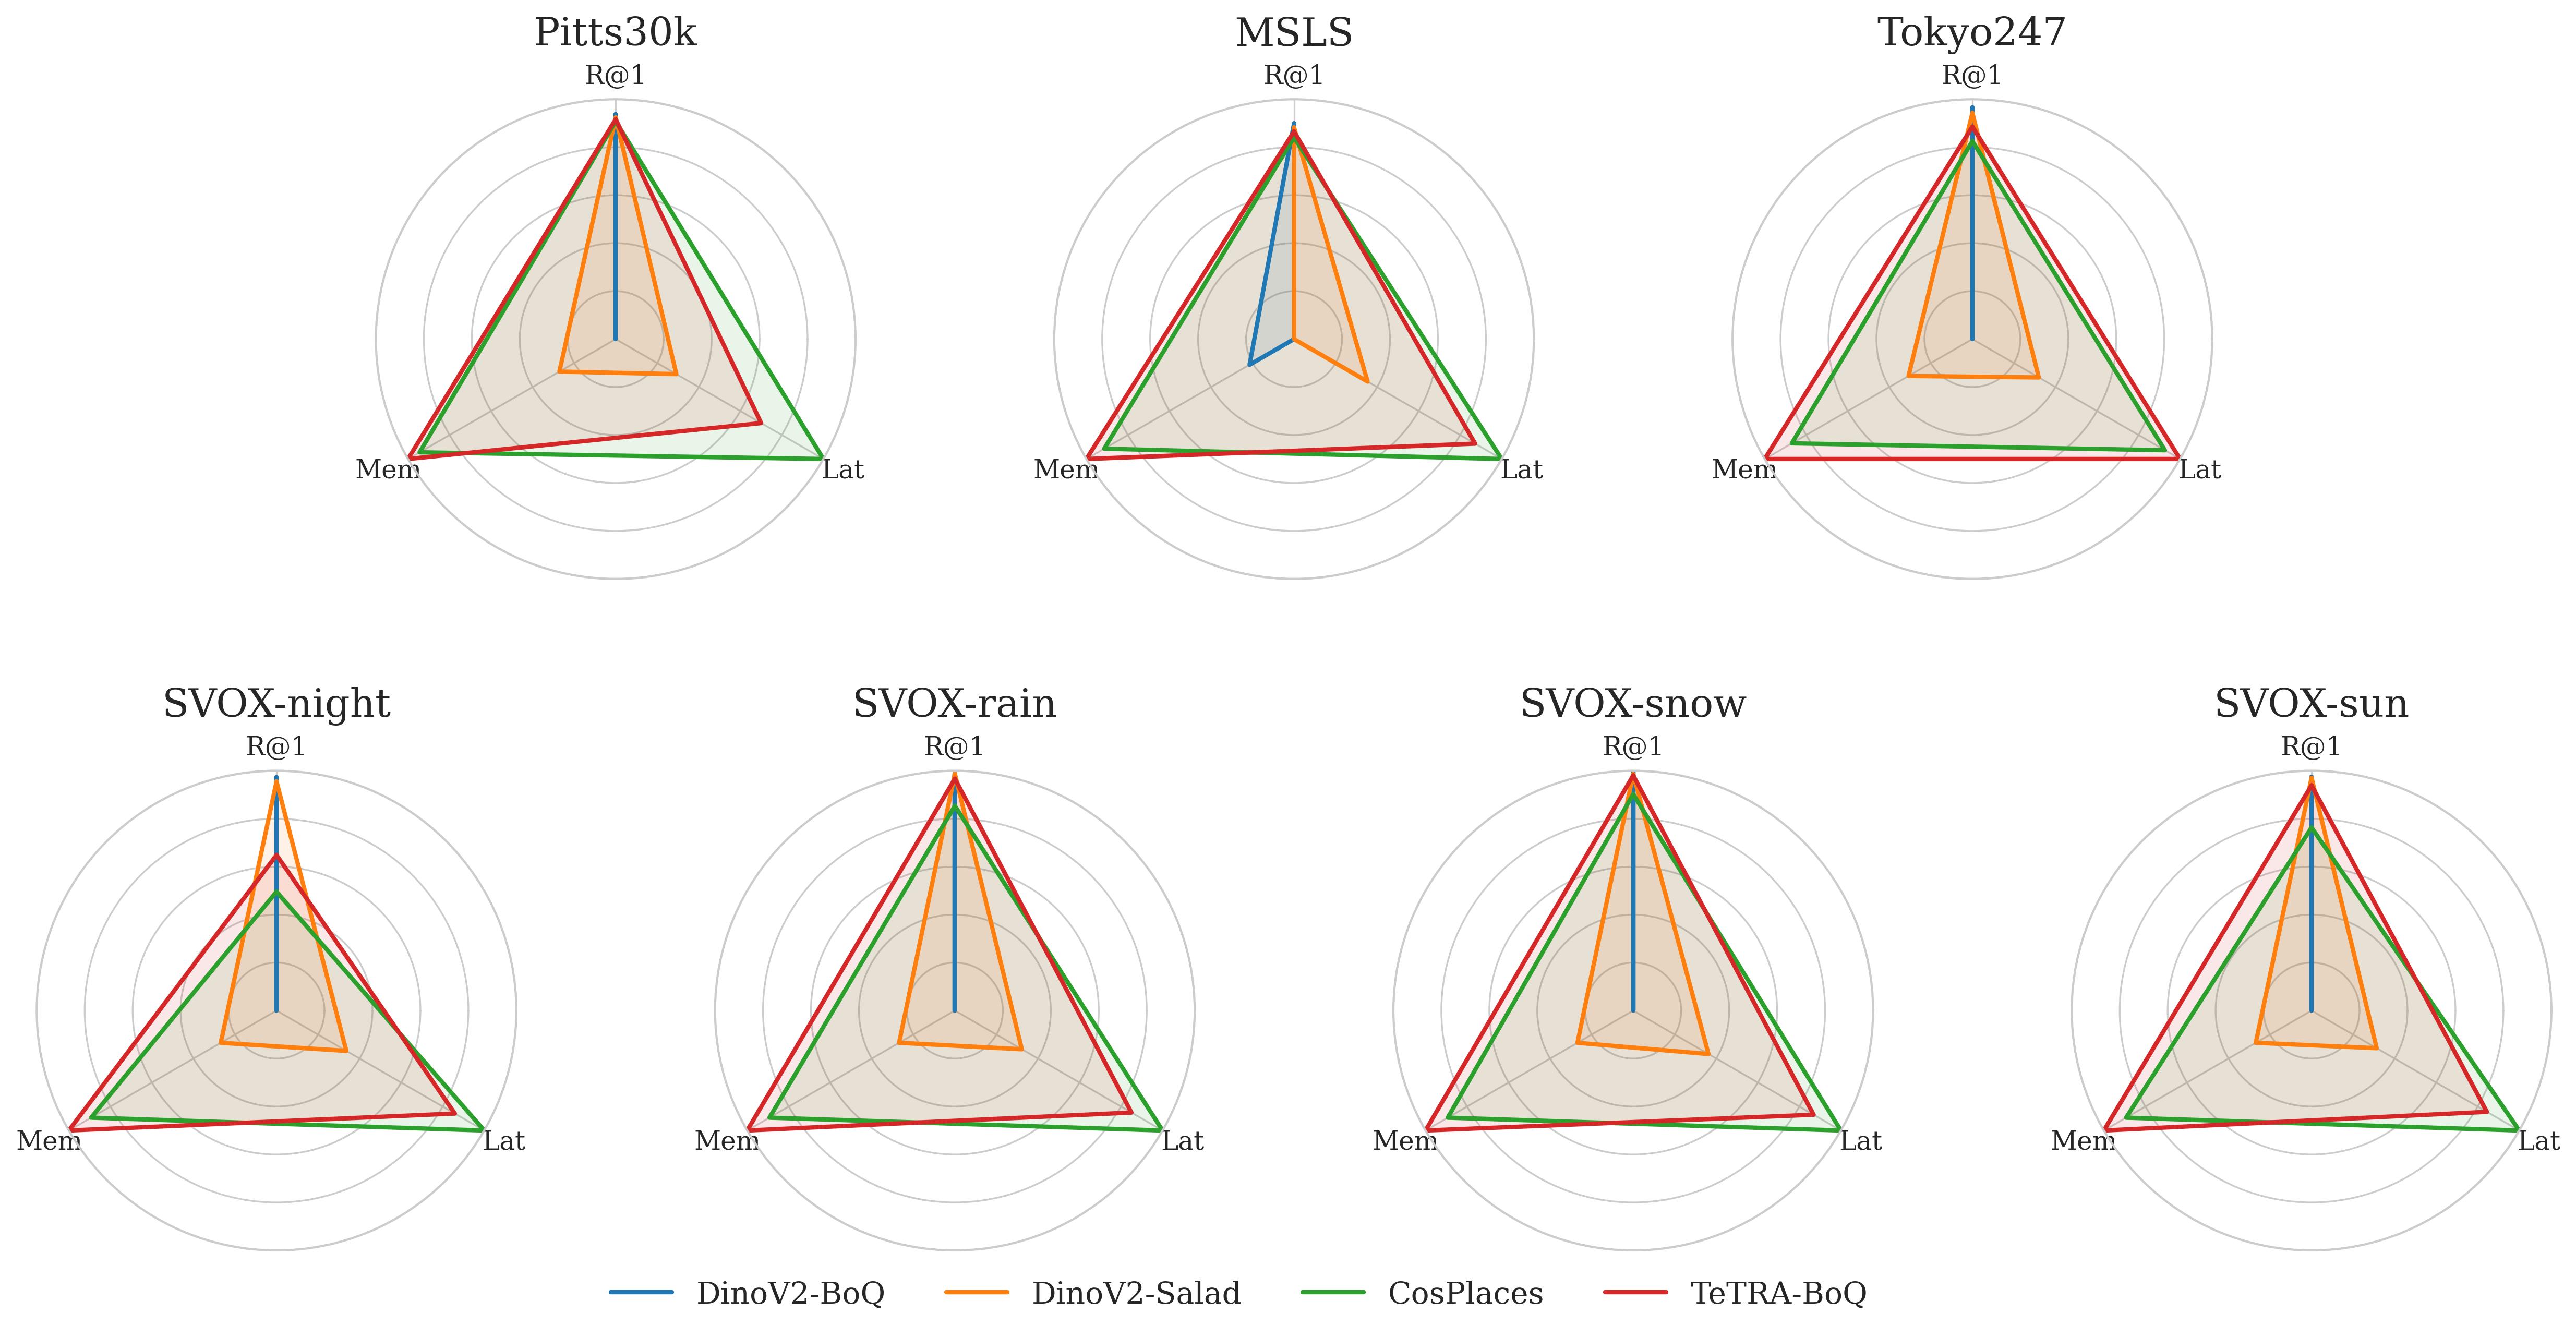 Pitts30k
R@1
Mem
Lat
MSLS
R@1
Mem
Lat
Tokyo247
R@1
Mem
Lat
SVOX-night
R@1
Mem
Lat
SVOX-rain
R@1
Mem
Lat
SVOX-snow
R@1
Mem
Lat
SVOX-sun
R@1
Mem
Lat
DinoV2-BoQ
DinoV2-Salad
CosPlaces
TeTRA-BoQ